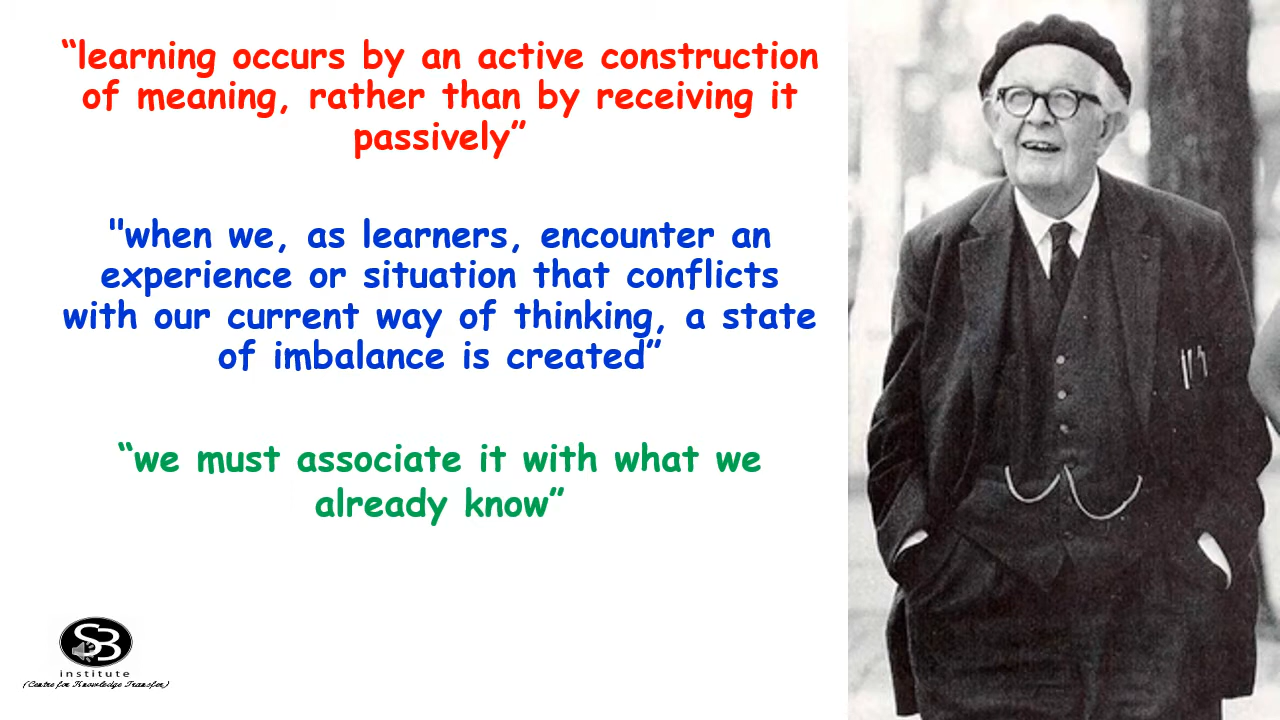 “learning occurs by an active construction
of meaning, rather than by receiving it
passively”
"when we, as learners, encounter an
experience or situation that conflicts
with our current way of thinking, a state
of imbalance is created”
“we must associate it with what we
already know”
SB
institute
(Centre for Knowledge Transfer)